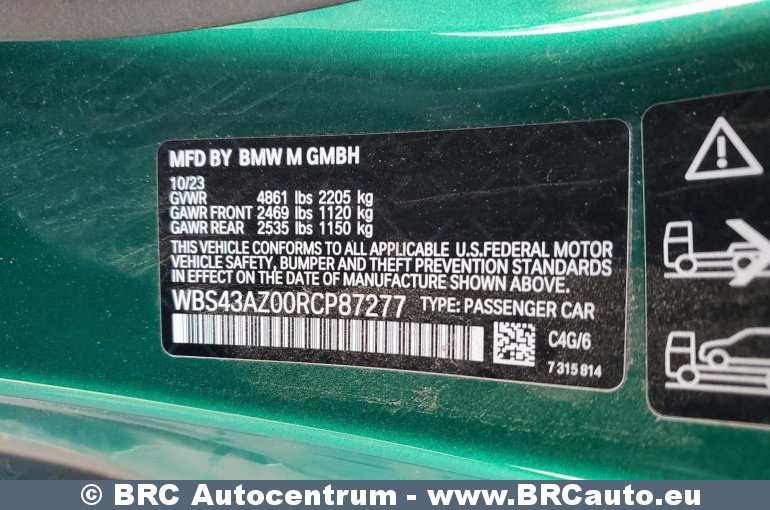 MFD BY BMW M GMBH
10/23
GVWR 4861 lbs 2205 kg
GAWR FRONT 2469 lbs 1120 kg
GAWR REAR 2535 lbs 1150 kg
THIS VEHICLE CONFORMS TO ALL APPLICABLE U.S.FEDERAL MOTOR
VEHICLE SAFETY, BUMPER AND THEFT PREVENTION STANDARDS
IN EFFECT ON THE DATE OF MANUFACTURE SHOWN ABOVE.
WBS43AZ00RCP87277 TYPE: PASSENGER CAR
C4G/6
7 315 814
© BRC Autocentrum - www.BRCauto.eu